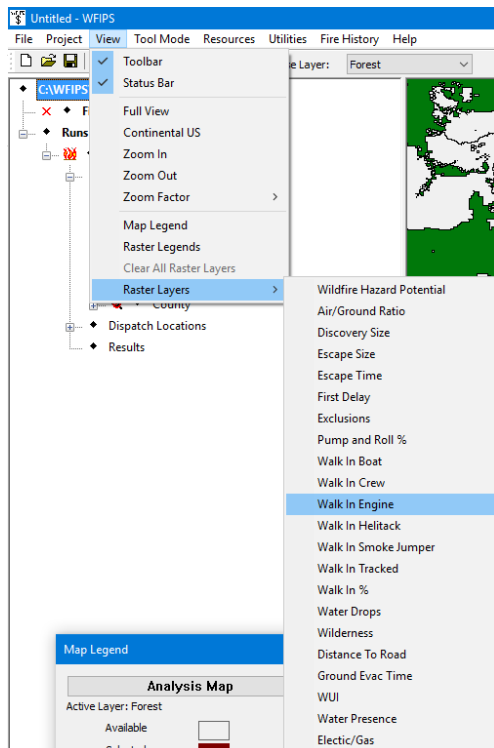 Untitled - WFIPS
File Project View Tool Mode Resources Utilities Fire History Help
Toolbar
e Layer: Forest
Status Bar
C:\WFIPS
F
Full View
Runs
Continental US
Zoom In
Zoom Out
Zoom Factor
Map Legend
Raster Legends
Clear All Raster Layers
Raster Layers
Wildfire Hazard Potential
County
Air/Ground Ratio
Dispatch Locations
Discovery Size
Results
Escape Size
Escape Time
First Delay
Exclusions
Pump and Roll %
Walk In Boat
Walk In Crew
Walk In Engine
Walk In Helitack
Walk In Smoke Jumper
Walk In Tracked
Walk In %
Water Drops
Wilderness
Map Legend
Distance To Road
Ground Evac Time
Analysis Map
WUI
Active Layer: Forest
Water Presence
Available
Electic/Gas
Selected